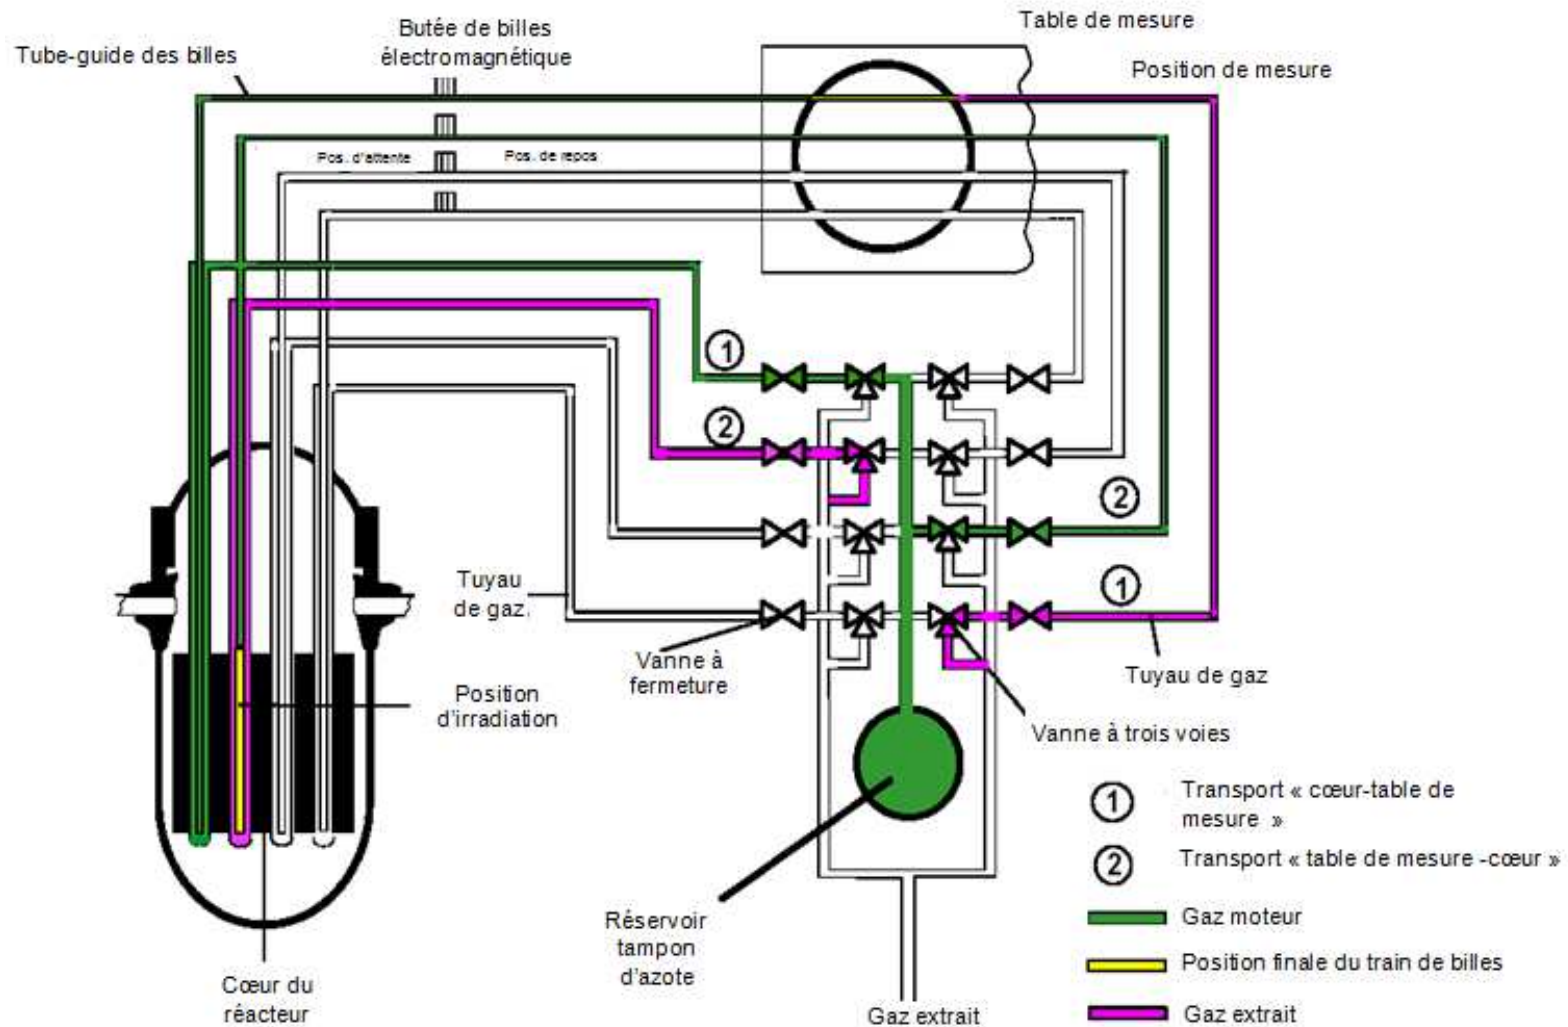 Table de mesure
Butée de billes
électromagnétique
Tube-guide des billes
Position de mesure
Pos. d'attente
Pos. de repos
1
2
2
1
Tuyau
de gaz.
Vanne à
fermeture
Tuyau de gaz
Position
d'irradiation
Vanne à trois voies
1
Transport « cœur-table de
mesure »
2
Transport « table de mesure -cœur »
Réservoir
tampon
d'azote
Gaz moteur
Position finale du train de billes
Cœur du
réacteur
Gaz extrait
Gaz extrait